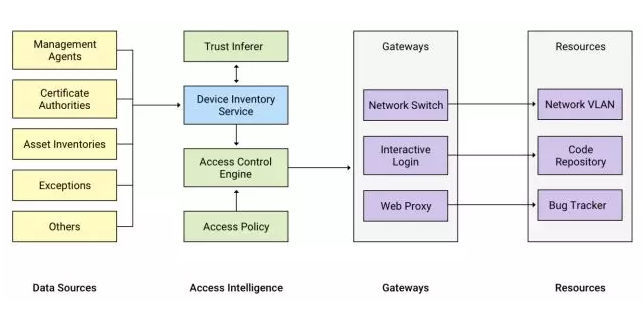 Management
Agents
Certificate
Authorities
Asset Inventories
Exceptions
Others
Data Sources
Trust Inferer
Device Inventory
Service
Access Control
Engine
Access Policy
Access Intelligence
Gateways
Network Switch
Interactive
Login
Web Proxy
Gateways
Resources
Network VLAN
Code
Repository
Bug Tracker
Resources